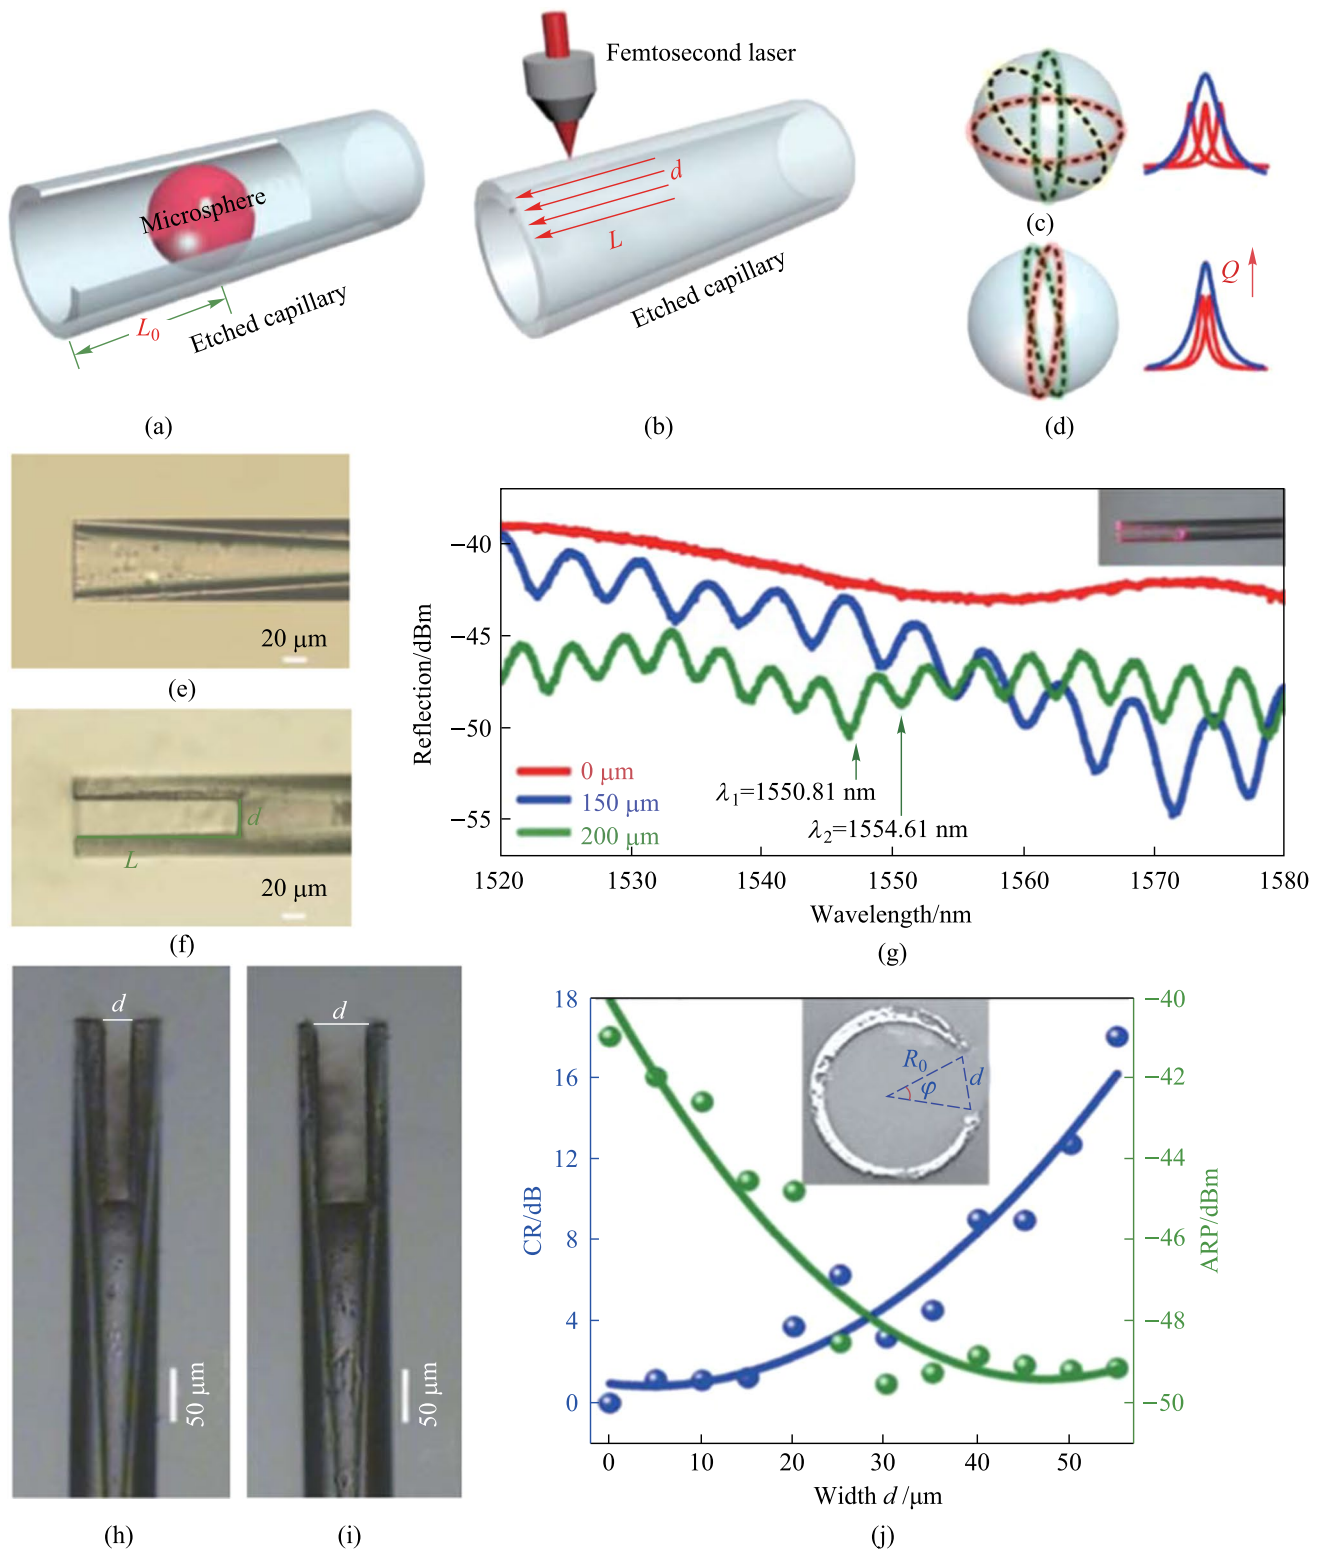 Femtosecond laser
Microsphere
L₀
Etched capillary
(a)
d
L
Etched capillary
(b)
(c)
Q
(d)
20 μm
(e)
d
L
20 μm
(f)
Reflection/dBm
−40
−45
−50
−55
0 μm
150 μm
200 μm
λ₁=1550.81 nm
λ₂=1554.61 nm
1520 1530 1540 1550 1560 1570 1580
Wavelength/nm
(g)
d
50 μm
(h)
d
50 μm
(i)
CR/dB
18
16
12
8
4
0
R₀
φ
d
−40
−42
−44
−46
−48
−50
ARP/dBm
0 10 20 30 40 50
Width d /μm
(j)